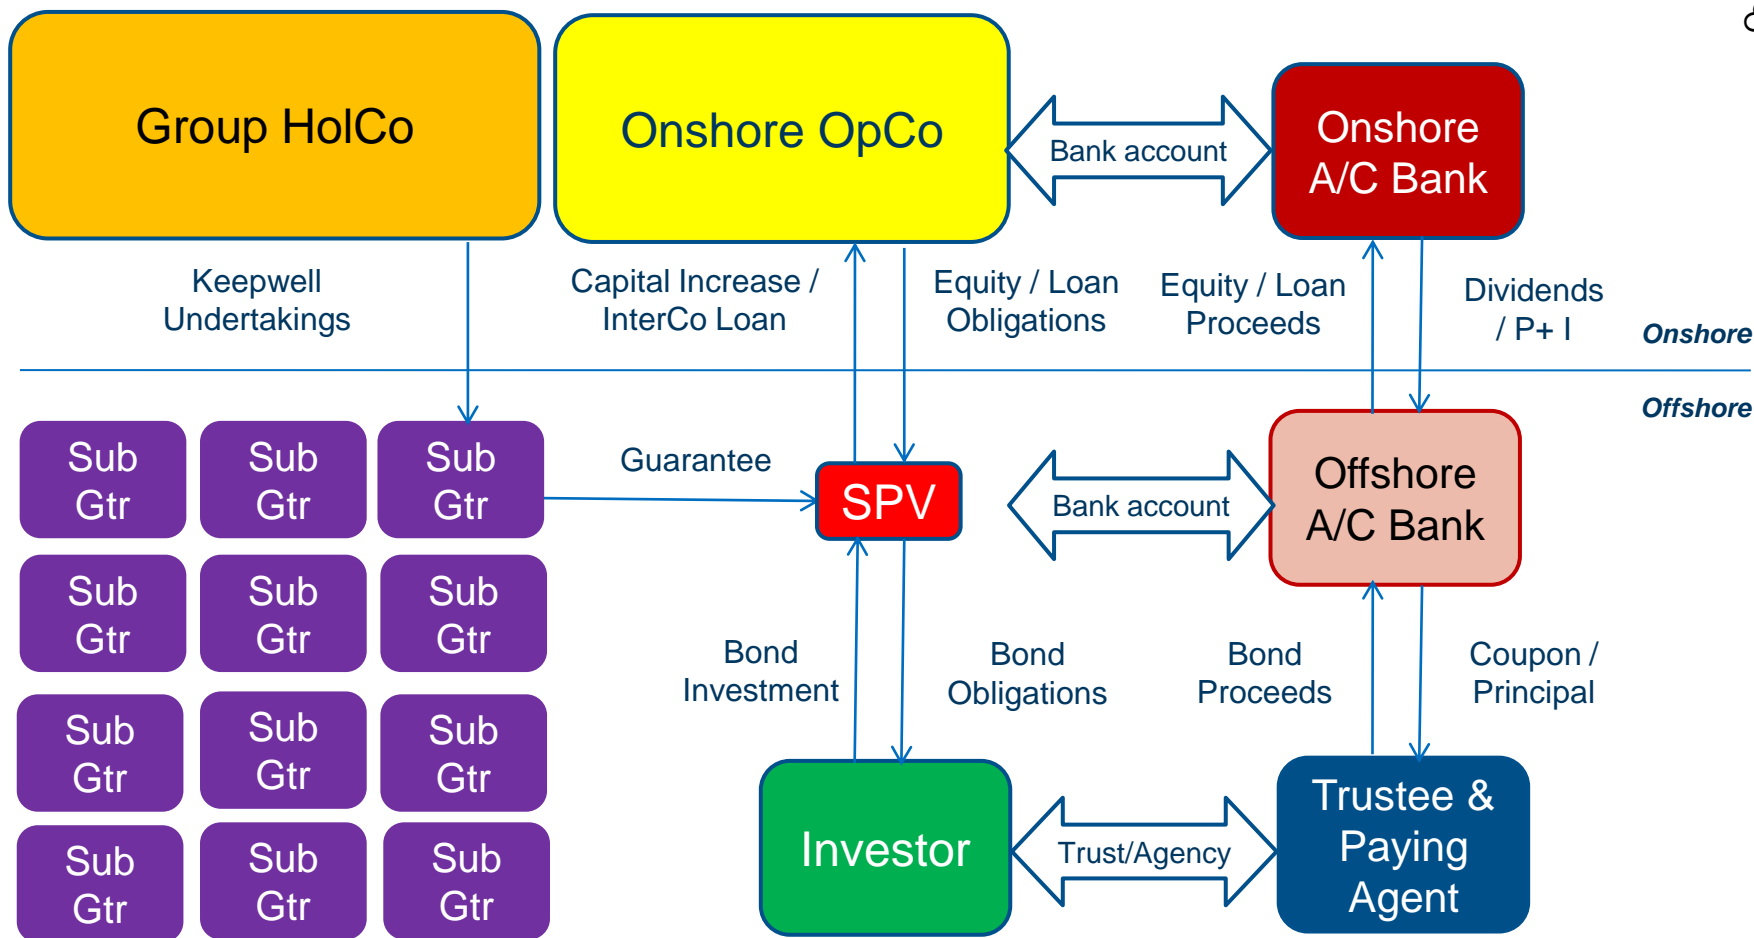 Group HolCo
Onshore OpCo
Bank account
Onshore
A/C Bank
Keepwell
Undertakings
Capital Increase /
InterCo Loan
Equity / Loan
Obligations
Equity / Loan
Proceeds
Dividends
/ P+ I
Onshore
Offshore
Sub
Gtr
Sub
Gtr
Sub
Gtr
Guarantee
SPV
Bank account
Offshore
A/C Bank
Sub
Gtr
Sub
Gtr
Sub
Gtr
Bond
Investment
Bond
Obligations
Bond
Proceeds
Coupon /
Principal
Sub
Gtr
Sub
Gtr
Sub
Gtr
Sub
Gtr
Sub
Gtr
Sub
Gtr
Investor
Trust/Agency
Trustee &
Paying
Agent